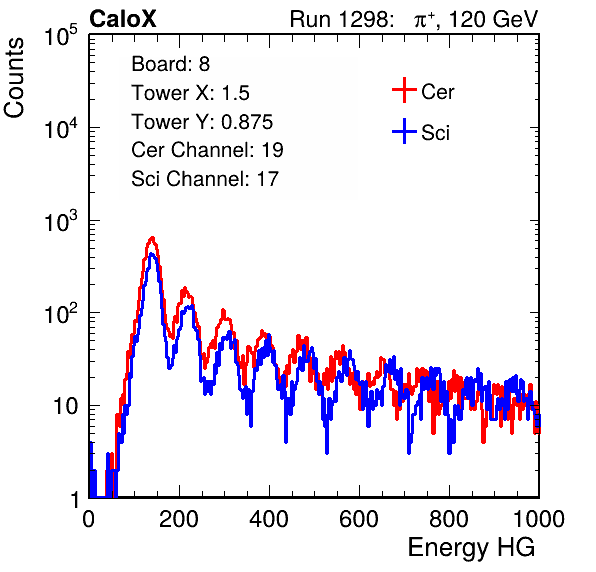 CaloX Run 1298: π⁺, 120 GeV
Counts
Board: 8
Tower X: 1.5
Tower Y: 0.875
Cer Channel: 19
Sci Channel: 17
Cer
Sci
10⁵
10⁴
10³
10²
10
1
0 200 400 600 800 1000
Energy HG